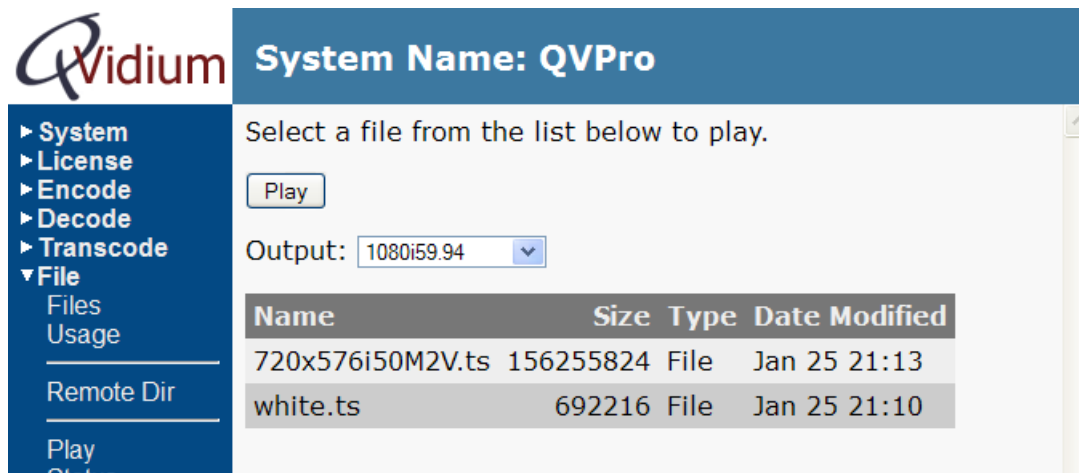 QVidium
System Name: QVPro
System
License
Encode
Decode
Transcode
File
Files
Usage
Remote Dir
Play
Select a file from the list below to play.
Play
Output: 1080i59.94
Name Size Type Date Modified
720x576i50M2V.ts 156255824 File Jan 25 21:13
white.ts 692216 File Jan 25 21:10